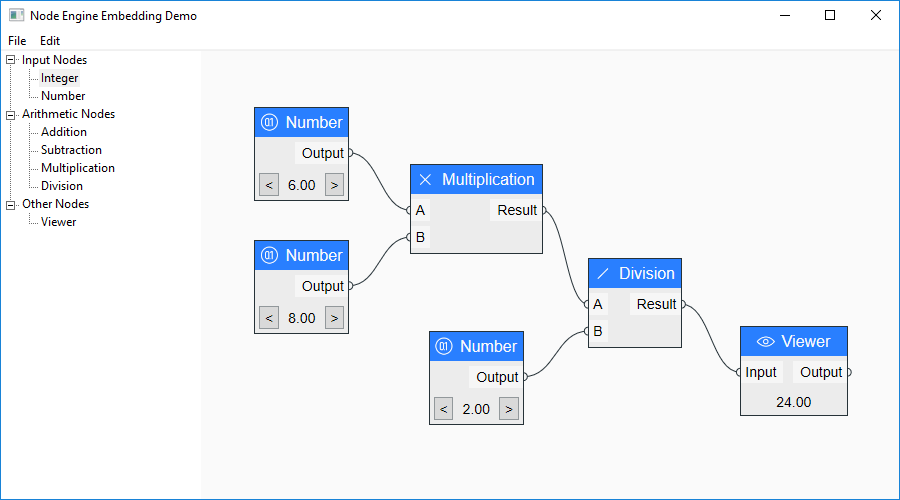 Node Engine Embedding Demo
File Edit
Input Nodes
Integer
Number
Arithmetic Nodes
Addition
Subtraction
Multiplication
Division
Other Nodes
Viewer
01 Number
Output
< 6.00 >
01 Number
Output
< 8.00 >
Multiplication
A Result
B
01 Number
Output
< 2.00 >
Division
A Result
B
Viewer
Input Output
24.00